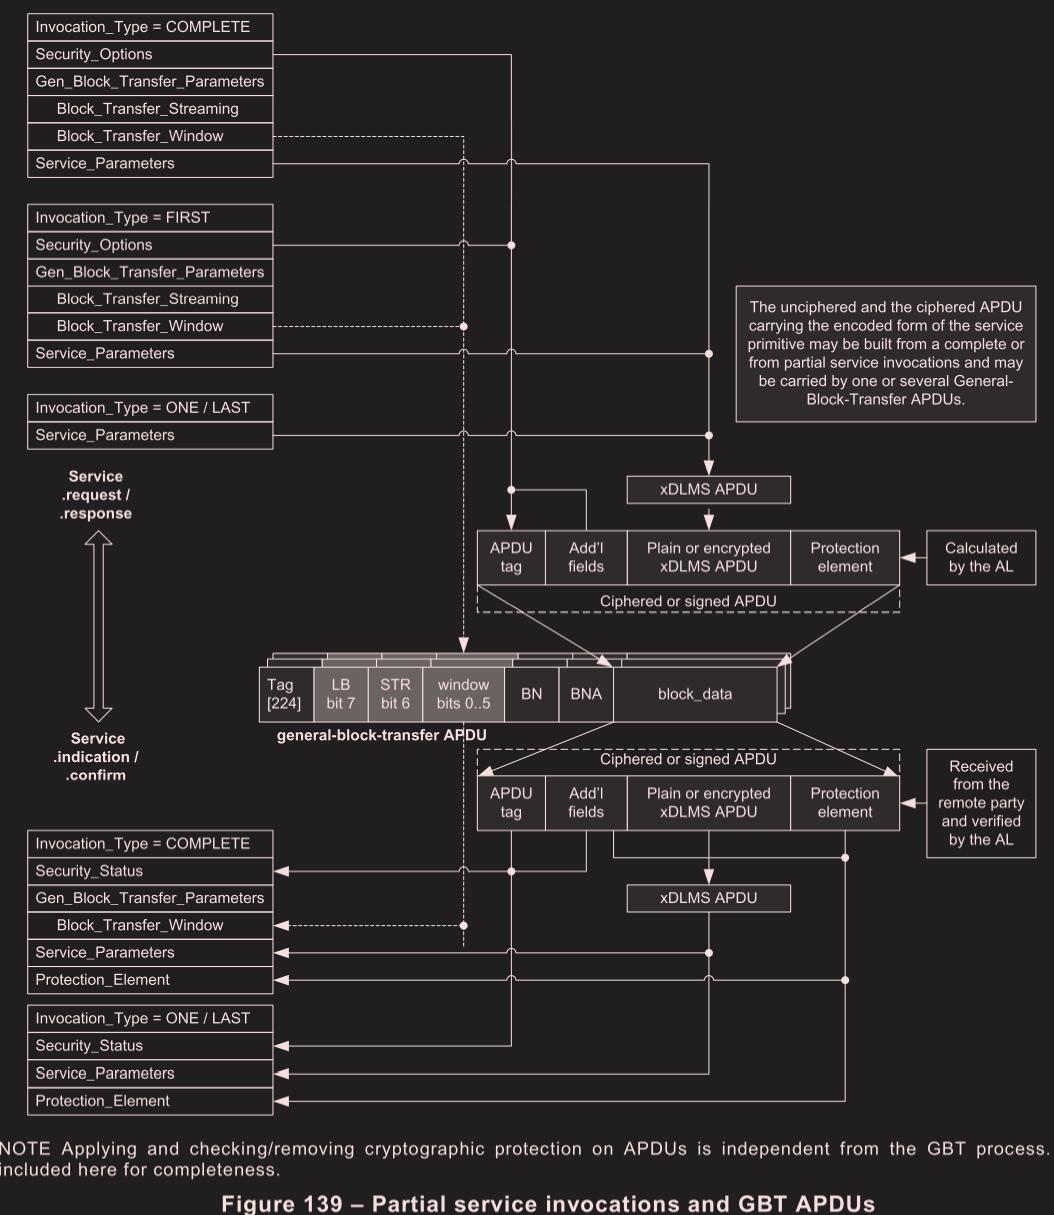 Invocation_Type = COMPLETE
Security_Options
Gen_Block_Transfer_Parameters
Block_Transfer_Streaming
Block_Transfer_Window
Service_Parameters
Invocation_Type = FIRST
Security_Options
Gen_Block_Transfer_Parameters
Block_Transfer_Streaming
Block_Transfer_Window
Service_Parameters
The unciphered and the ciphered APDU
carrying the encoded form of the service
primitive may be built from a complete or
from partial service invocations and may
be carried by one or several General-
Block-Transfer APDUs.
Invocation_Type = ONE / LAST
Service_Parameters
Service
.request /
.response
xDLMS APDU
APDU
tag
Add'l
fields
Plain or encrypted
xDLMS APDU
Protection
element
Calculated
by the AL
Ciphered or signed APDU
Tag
[224]
LB
bit 7
STR
bit 6
window
bits 0..5
BN
BNA
block_data
general-block-transfer APDU
Service
.indication /
.confirm
Ciphered or signed APDU
APDU
tag
Add'l
fields
Plain or encrypted
xDLMS APDU
Protection
element
Received
from the
remote party
and verified
by the AL
xDLMS APDU
Invocation_Type = COMPLETE
Security_Status
Gen_Block_Transfer_Parameters
Block_Transfer_Window
Service_Parameters
Protection_Element
Invocation_Type = ONE / LAST
Security_Status
Service_Parameters
Protection_Element
NOTE Applying and checking/removing cryptographic protection on APDUs is independent from the GBT process.
included here for completeness.
Figure 139 – Partial service invocations and GBT APDUs